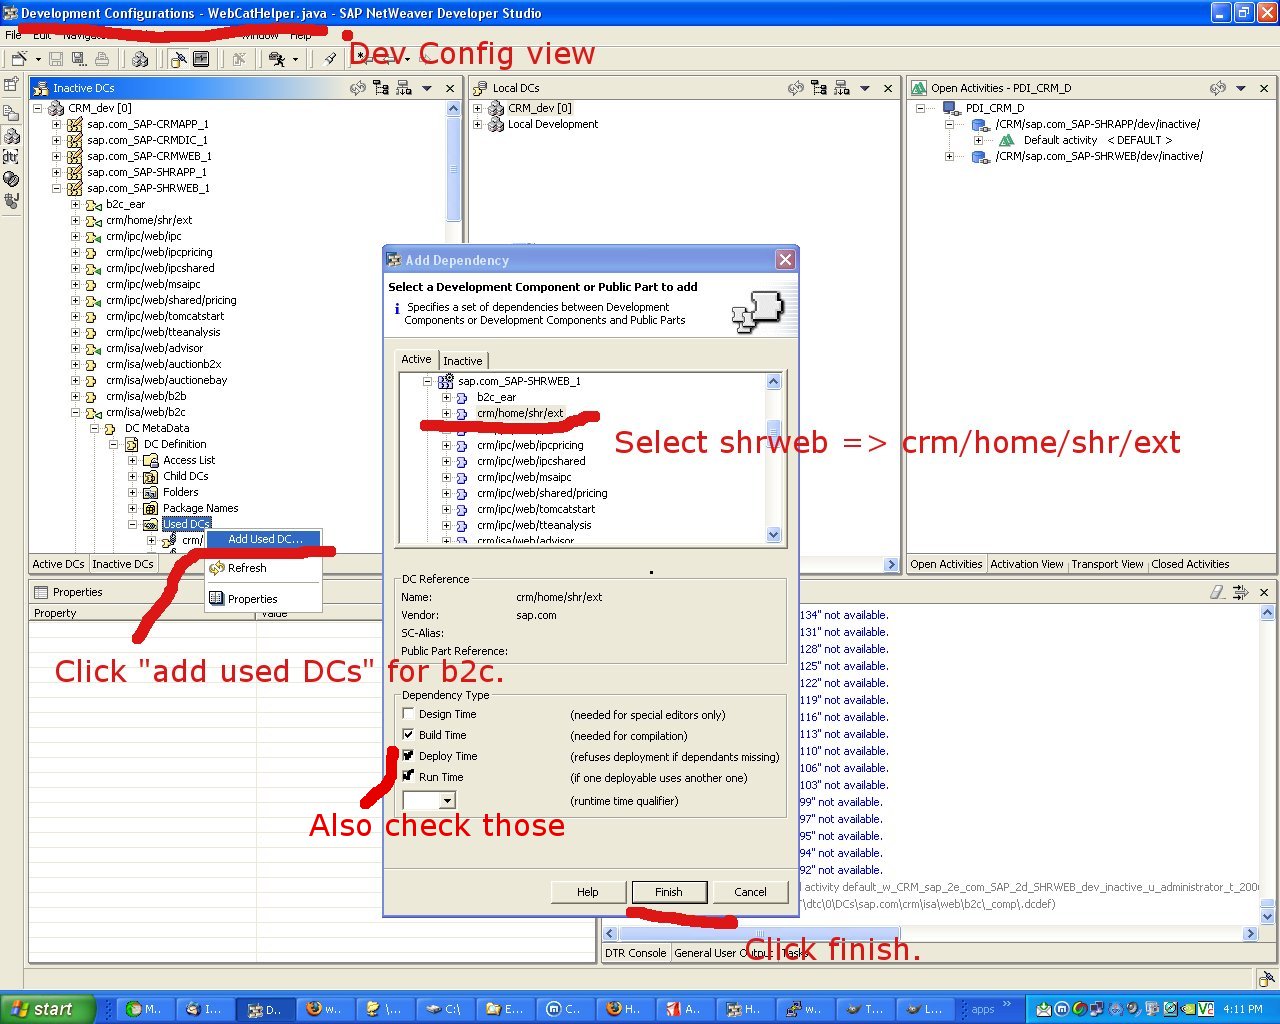 Development Configurations - WebCatHelper.java - SAP NetWeaver Developer Studio
File Edit
Window Help
Dev Config view
Inactive DCs
CRM_dev [0]
sap.com_SAP-CRMAPP_1
sap.com_SAP-CRMDIC_1
sap.com_SAP-CRMWEB_1
sap.com_SAP-SHRAPP_1
sap.com_SAP-SHRWEB_1
b2c_ear
crm/home/shr/ext
crm/ipc/web/ipc
crm/ipc/web/ipcpricing
crm/ipc/web/ipcshared
crm/ipc/web/msaipc
crm/ipc/web/shared/pricing
crm/ipc/web/tomcatstart
crm/ipc/web/tteanalysis
crm/isa/web/advisor
crm/isa/web/auctionb2x
crm/isa/web/auctionebay
crm/isa/web/b2b
crm/isa/web/b2c
DC MetaData
DC Definition
Access List
Child DCs
Folders
Package Names
Used DCs
crm/
Add Used DC...
Refresh
Properties
Active DCs Inactive DCs
Local DCs
CRM_dev [0]
Local Development
Open Activities - PDI_CRM_D
PDI_CRM_D
/CRM/sap.com_SAP-SHRAPP/dev/inactive/
Default activity < DEFAULT >
/CRM/sap.com_SAP-SHRWEB/dev/inactive/
Open Activities Activation View Transport View Closed Activities
Add Dependency
Select a Development Component or Public Part to add
Specifies a set of dependencies between Development
Components or Development Components and Public Parts
Active Inactive
sap.com_SAP-SHRWEB_1
b2c_ear
crm/home/shr/ext
crm/ipc/web/ipcpricing
crm/ipc/web/ipcshared
crm/ipc/web/msaipc
crm/ipc/web/shared/pricing
crm/ipc/web/tomcatstart
crm/ipc/web/tteanalysis
crm/isa/web/advisor
Select shrweb => crm/home/shr/ext
DC Reference
Name: crm/home/shr/ext
Vendor: sap.com
SC-Alias:
Public Part Reference:
Dependency Type
Design Time (needed for special editors only)
Build Time (needed for compilation)
Deploy Time (refuses deployment if dependants missing)
Run Time (if one deployable uses another one)
(runtime time qualifier)
Also check those
Help Finish Cancel
Click finish.
Properties
Property Value
Click "add used DCs" for b2c.
134" not available.
131" not available.
128" not available.
125" not available.
122" not available.
119" not available.
116" not available.
113" not available.
110" not available.
106" not available.
103" not available.
99" not available.
97" not available.
95" not available.
94" not available.
92" not available.
activity default_w_CRM_sap_2e_com_SAP_2d_SHRWEB_dev_inactive_u_administrator_t_200
\dtc\0\DCs\sap.com\crm\isa\web\b2c\_comp\.dcdef)
DTR Console General User Output Tasks
start M.. I... D.. w.. ... C:\ E... C... H.. A... H.. w.. T... L... apps » 4:11 PM